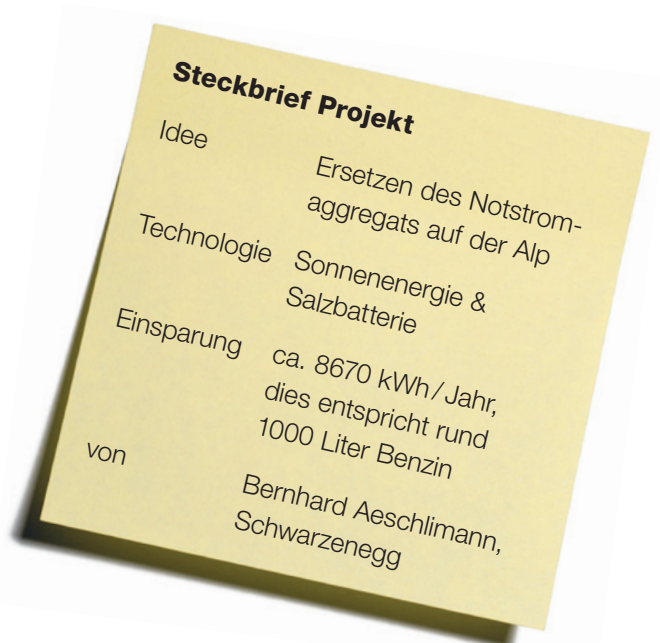 Steckbrief Projekt
Idee Ersetzen des Notstrom-
aggregats auf der Alp
Technologie Sonnenenergie &
Salzbatterie
Einsparung ca. 8670 kWh / Jahr,
dies entspricht rund
1000 Liter Benzin
von Bernhard Aeschlimann,
Schwarzenegg